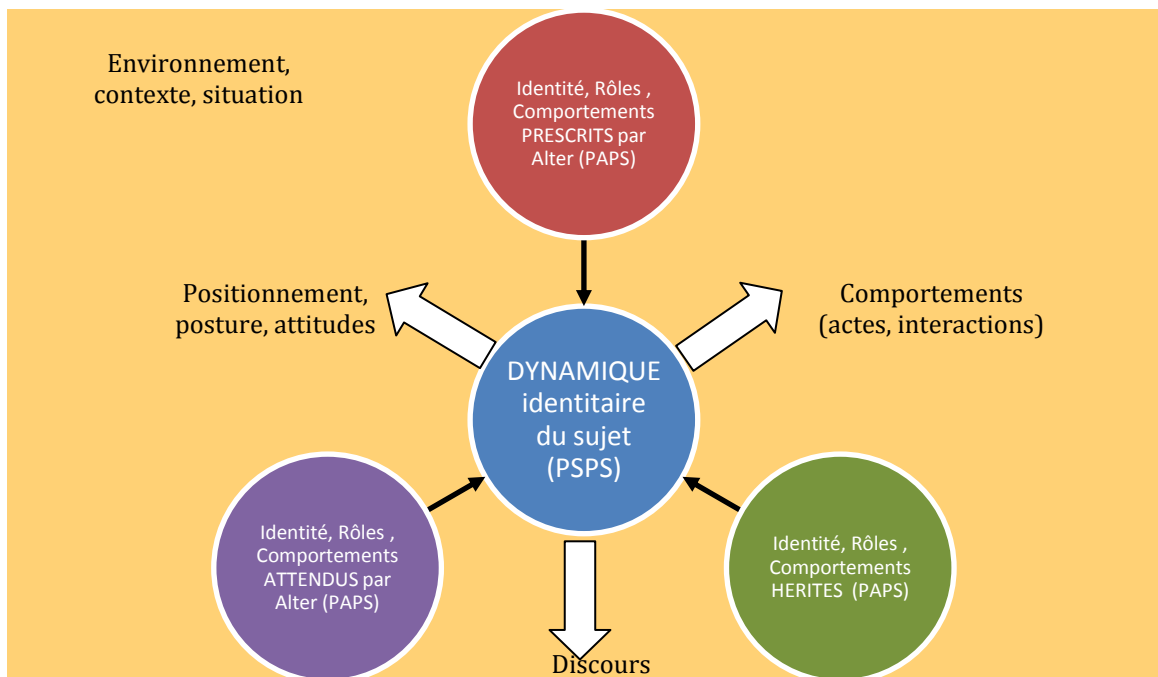 Environnement,
contexte, situation
Identité, Rôles ,
Comportements
PRESCRITS par
Alter (PAPS)
Positionnement,
posture, attitudes
Comportements
(actes, interactions)
DYNAMIQUE
identitaire
du sujet
(PSPS)
Identité, Rôles ,
Comportements
ATTENDUS par
Alter (PAPS)
Identité, Rôles ,
Comportements
HERITES (PAPS)
Discours